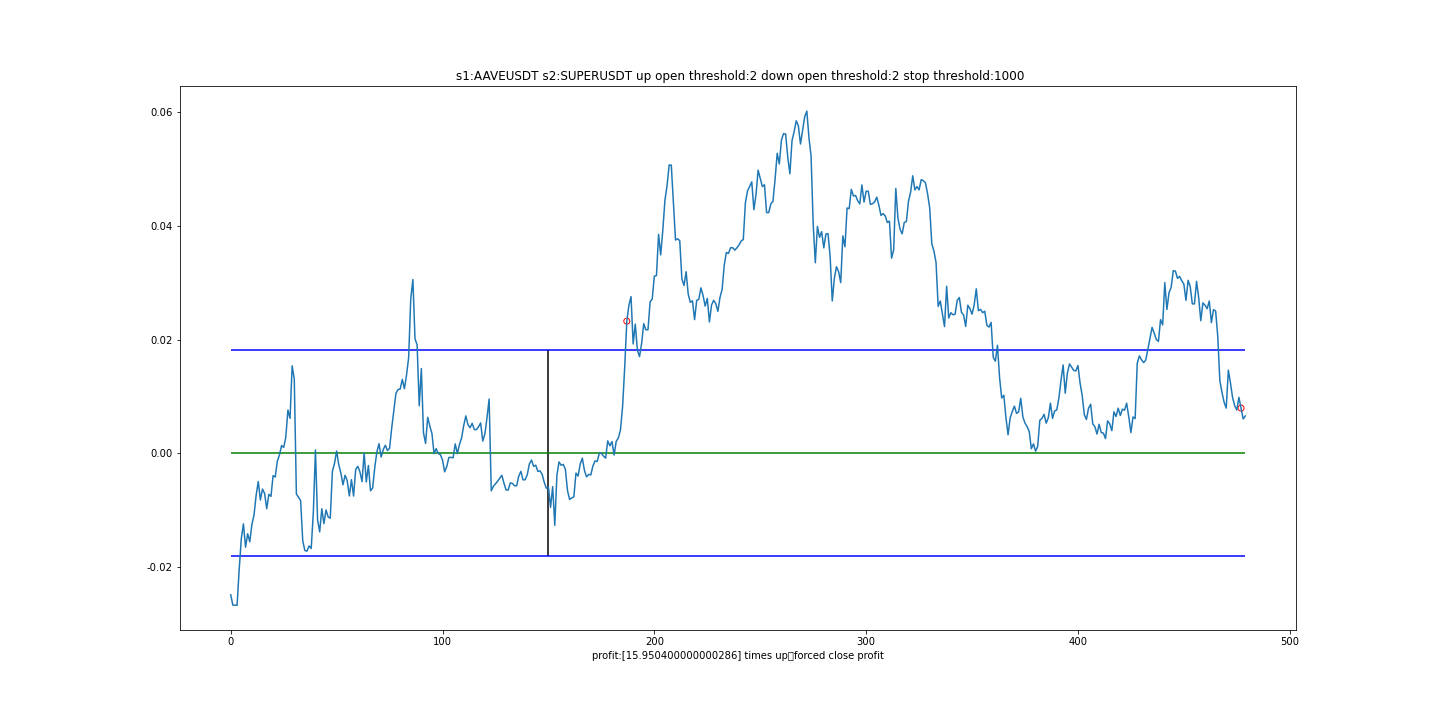 s1:AAVEUSDT s2:SUPERUSDT up open threshold:2 down open threshold:2 stop threshold:1000
0.06
0.04
0.02
0.00
-0.02
0 100 200 300 400 500
profit:[15.950400000000286] times up▯forced close profit